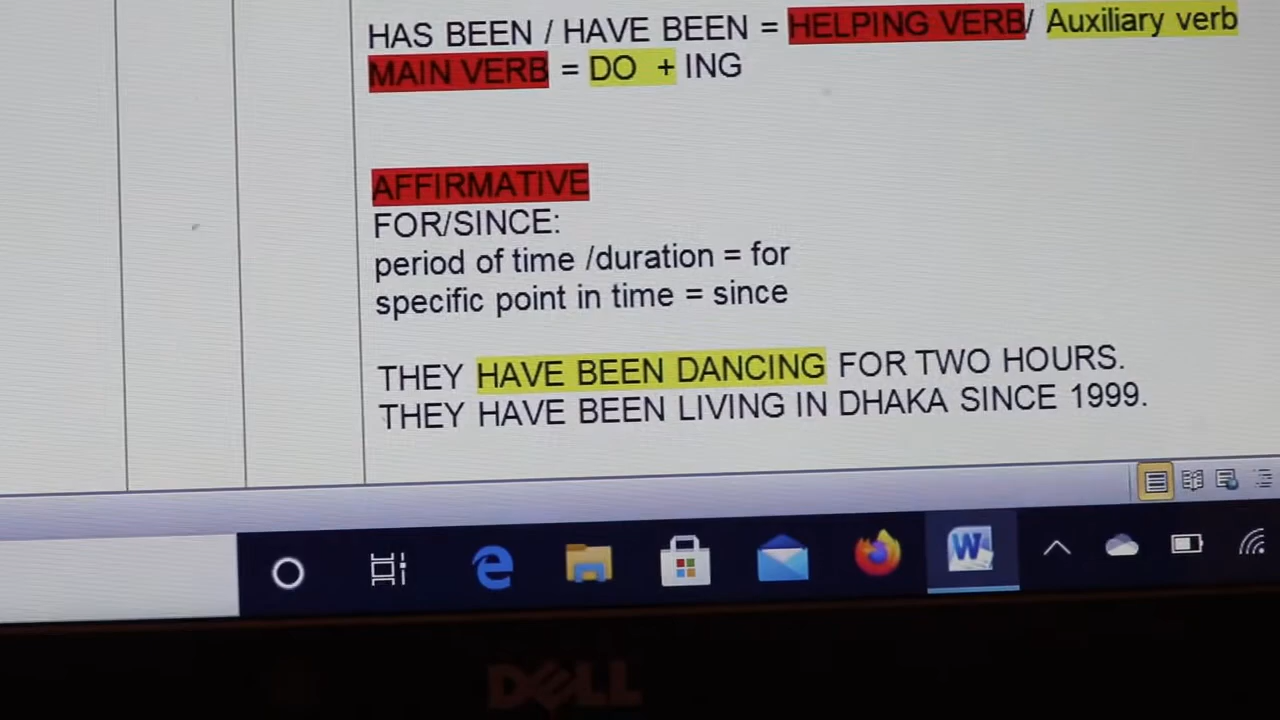 HAS BEEN / HAVE BEEN = HELPING VERB/ Auxiliary verb
MAIN VERB = DO + ING
AFFIRMATIVE
FOR/SINCE:
period of time /duration = for
specific point in time = since
THEY HAVE BEEN DANCING FOR TWO HOURS.
THEY HAVE BEEN LIVING IN DHAKA SINCE 1999.
DELL